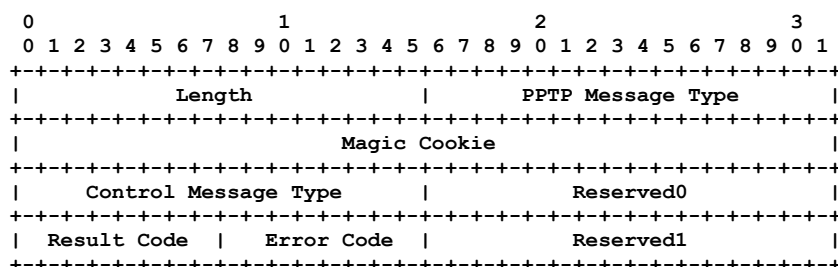 0                   1                   2                   3
 0 1 2 3 4 5 6 7 8 9 0 1 2 3 4 5 6 7 8 9 0 1 2 3 4 5 6 7 8 9 0 1
+-+-+-+-+-+-+-+-+-+-+-+-+-+-+-+-+-+-+-+-+-+-+-+-+-+-+-+-+-+-+-+-+
|            Length             |       PPTP Message Type       |
+-+-+-+-+-+-+-+-+-+-+-+-+-+-+-+-+-+-+-+-+-+-+-+-+-+-+-+-+-+-+-+-+
|                         Magic Cookie                          |
+-+-+-+-+-+-+-+-+-+-+-+-+-+-+-+-+-+-+-+-+-+-+-+-+-+-+-+-+-+-+-+-+
|     Control Message Type      |           Reserved0           |
+-+-+-+-+-+-+-+-+-+-+-+-+-+-+-+-+-+-+-+-+-+-+-+-+-+-+-+-+-+-+-+-+
|  Result Code  |   Error Code  |           Reserved1           |
+-+-+-+-+-+-+-+-+-+-+-+-+-+-+-+-+-+-+-+-+-+-+-+-+-+-+-+-+-+-+-+-+